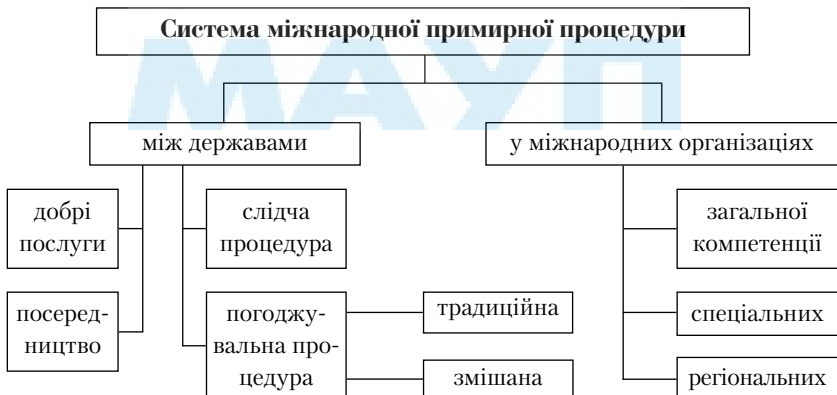 Система міжнародної примирної процедури
МАУП
між державами
у міжнародних організаціях
добрі
послуги
слідча
процедура
загальної
компетенції
посеред-
ництво
погоджу-
вальна про-
цедура
традиційна
змішана
спеціальних
регіональних